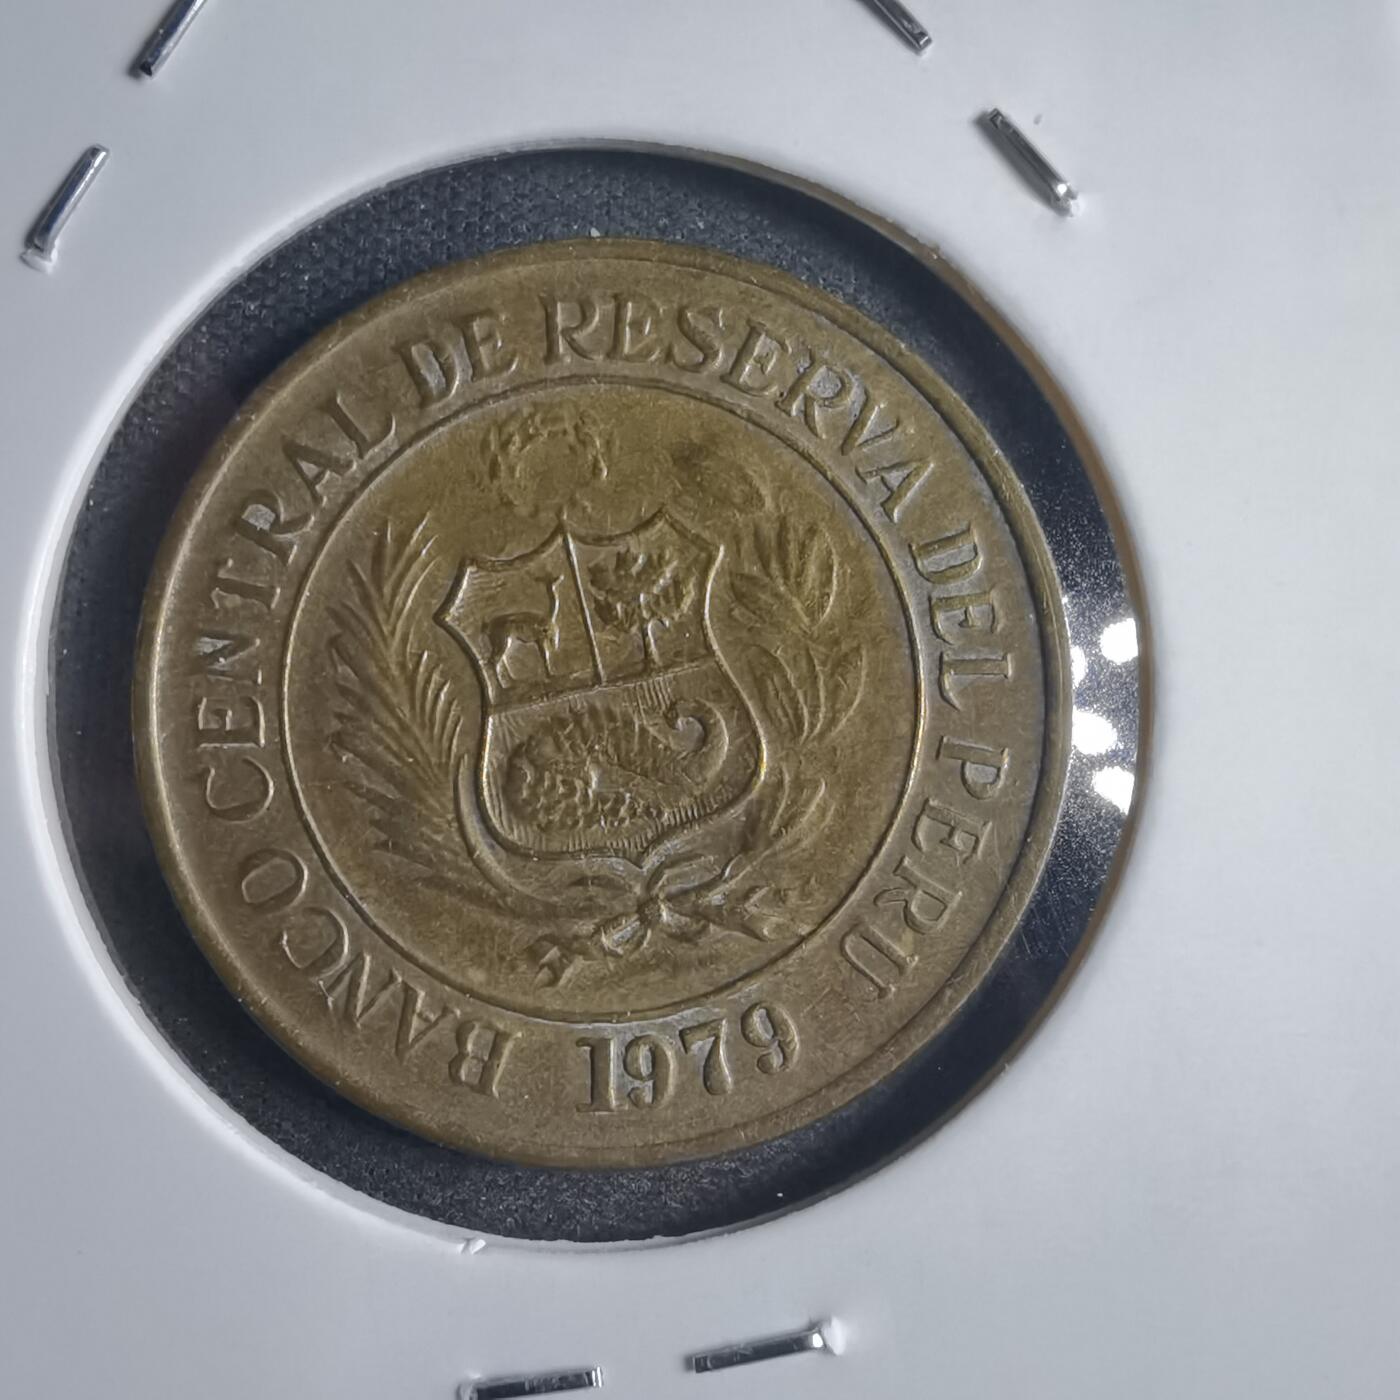 BANCO CENTRAL DE RESERVA DEL PERU
1979